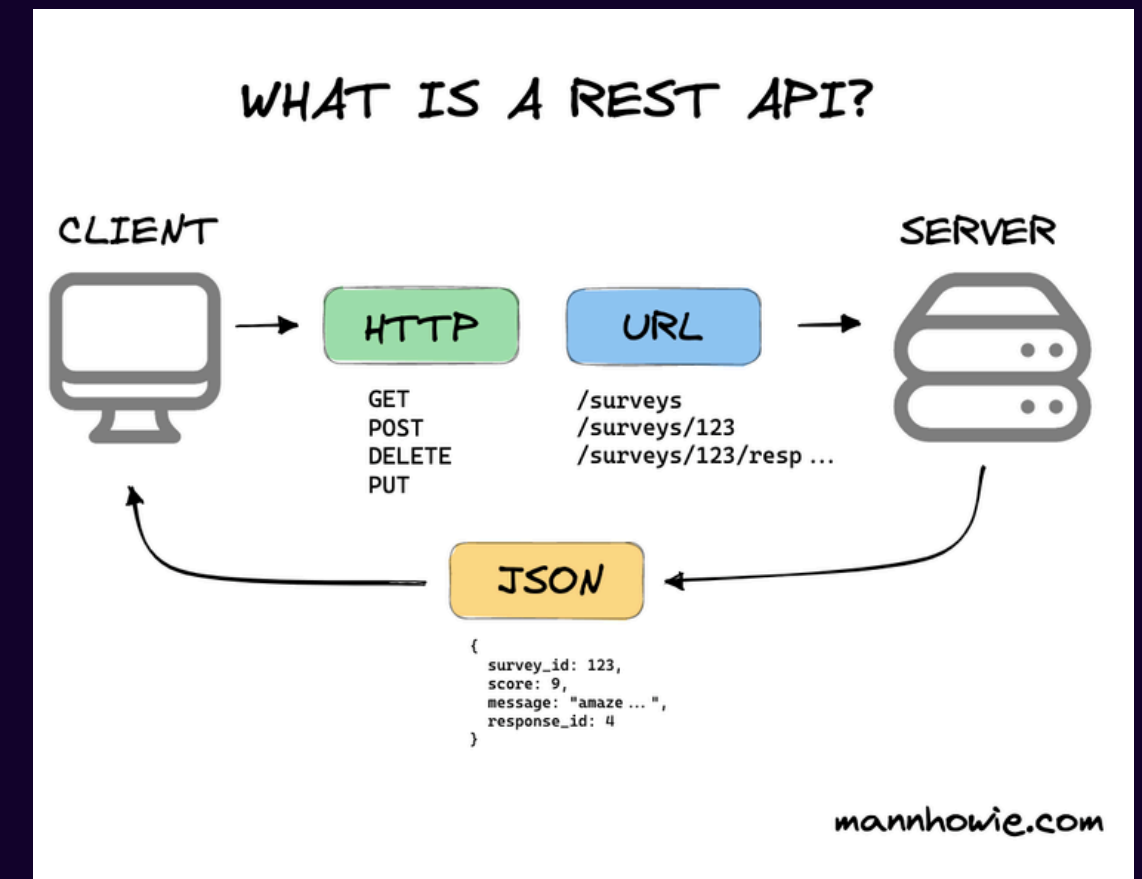 WHAT IS A REST API?
CLIENT
SERVER
HTTP
URL
GET
POST
DELETE
PUT
/surveys
/surveys/123
/surveys/123/resp ...
JSON
{
survey_id: 123,
score: 9,
message: "amaze ... ",
response_id: 4
}
mannhowie.com